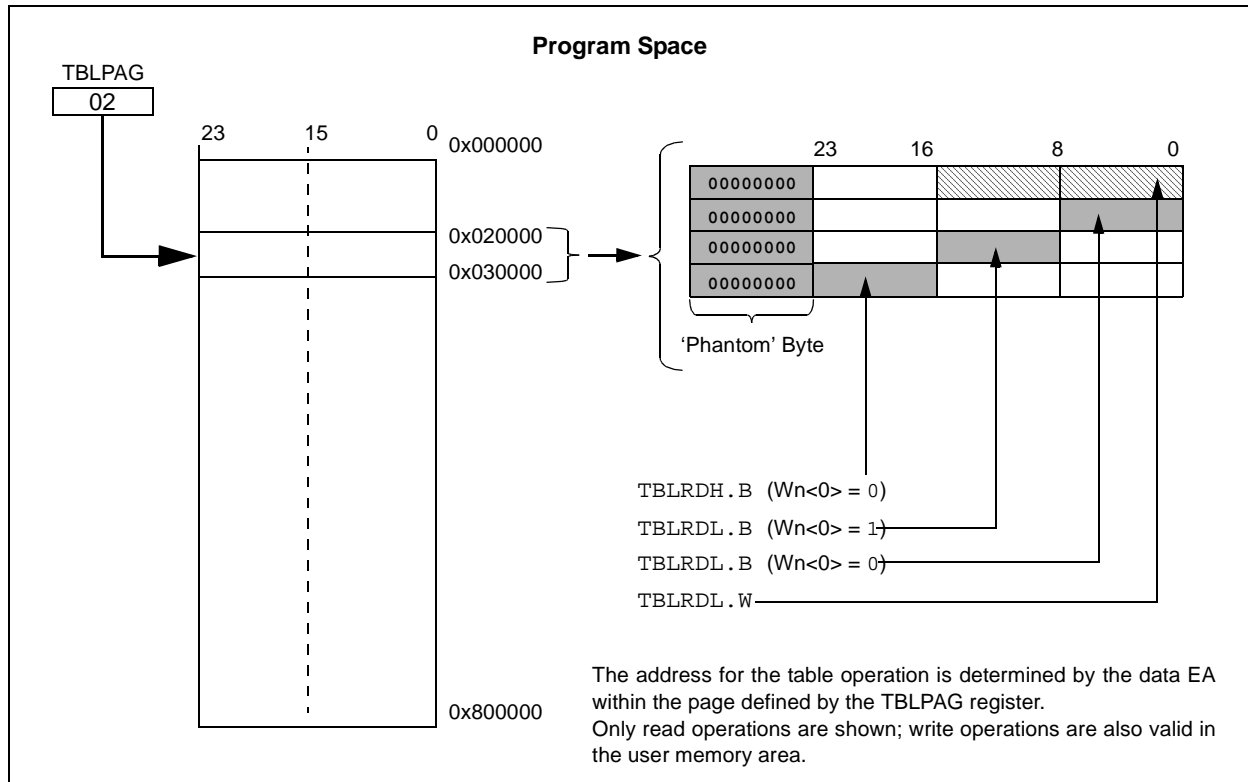 Program Space
TBLPAG
02
23 15 0
0x000000
0x020000
0x030000
0x800000
23 16 8 0
00000000
00000000
00000000
00000000
‘Phantom’ Byte
TBLRDH.B (Wn<0> = 0)
TBLRDL.B (Wn<0> = 1)
TBLRDL.B (Wn<0> = 0)
TBLRDL.W
The address for the table operation is determined by the data EA
within the page defined by the TBLPAG register.
Only read operations are shown; write operations are also valid in
the user memory area.